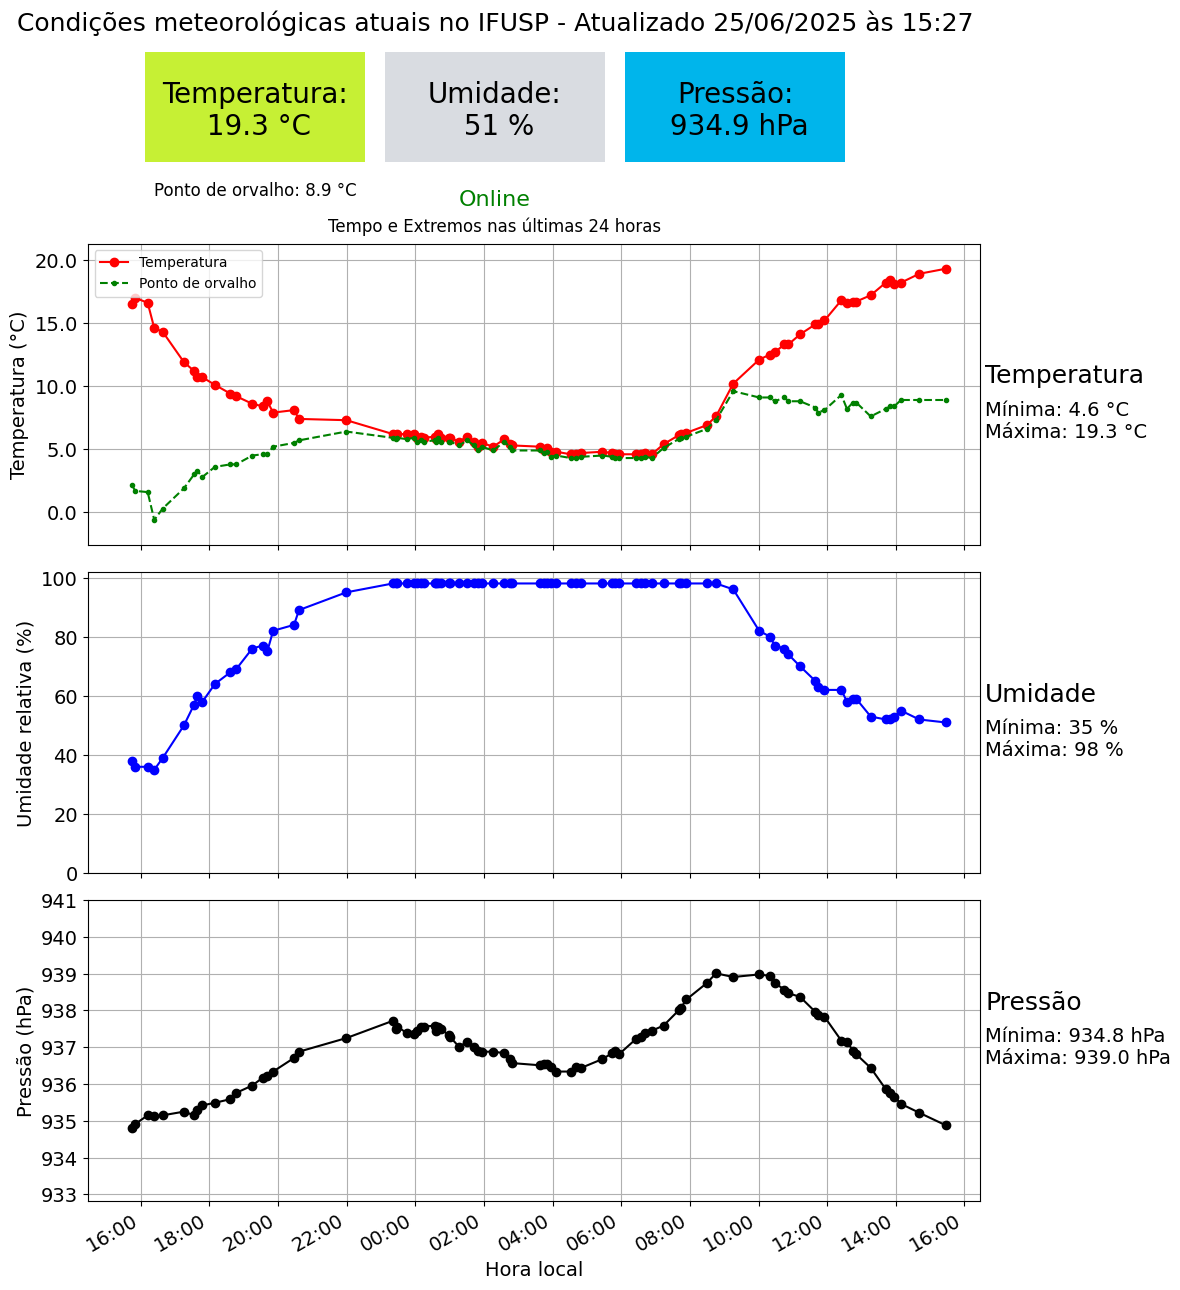 Condições meteorológicas atuais no IFUSP - Atualizado 25/06/2025 às 15:27
Temperatura:
19.3 °C
Umidade:
51 %
Pressão:
934.9 hPa
Ponto de orvalho: 8.9 °C
Online
Tempo e Extremos nas últimas 24 horas
Temperatura
Ponto de orvalho
Temperatura (°C)
20.0
15.0
10.0
5.0
0.0
Temperatura
Mínima: 4.6 °C
Máxima: 19.3 °C
Umidade relativa (%)
100
80
60
40
20
0
Umidade
Mínima: 35 %
Máxima: 98 %
Pressão (hPa)
941
940
939
938
937
936
935
934
933
Pressão
Mínima: 934.8 hPa
Máxima: 939.0 hPa
16:00 18:00 20:00 22:00 00:00 02:00 04:00 06:00 08:00 10:00 12:00 14:00 16:00
Hora local